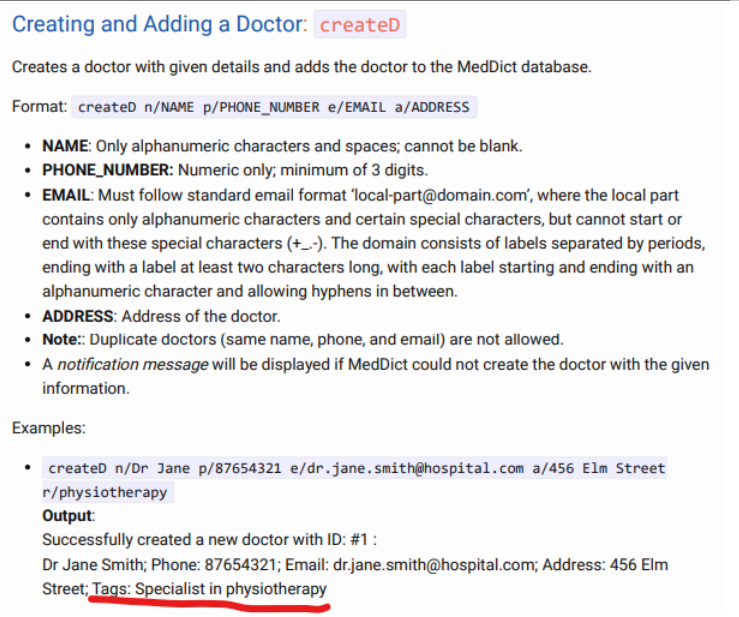 Creating and Adding a Doctor: createD
Creates a doctor with given details and adds the doctor to the MedDict database.
Format: createD n/NAME p/PHONE_NUMBER e/EMAIL a/ADDRESS
• NAME: Only alphanumeric characters and spaces; cannot be blank.
• PHONE_NUMBER: Numeric only; minimum of 3 digits.
• EMAIL: Must follow standard email format ‘local-part@domain.com’, where the local part
contains only alphanumeric characters and certain special characters, but cannot start or
end with these special characters (+_.-). The domain consists of labels separated by periods,
ending with a label at least two characters long, with each label starting and ending with an
alphanumeric character and allowing hyphens in between.
• ADDRESS: Address of the doctor.
• Note:: Duplicate doctors (same name, phone, and email) are not allowed.
• A notification message will be displayed if MedDict could not create the doctor with the given
information.
Examples:
• createD n/Dr Jane p/87654321 e/dr.jane.smith@hospital.com a/456 Elm Street
r/physiotherapy
Output:
Successfully created a new doctor with ID: #1 :
Dr Jane Smith; Phone: 87654321; Email: dr.jane.smith@hospital.com; Address: 456 Elm
Street; Tags: Specialist in physiotherapy